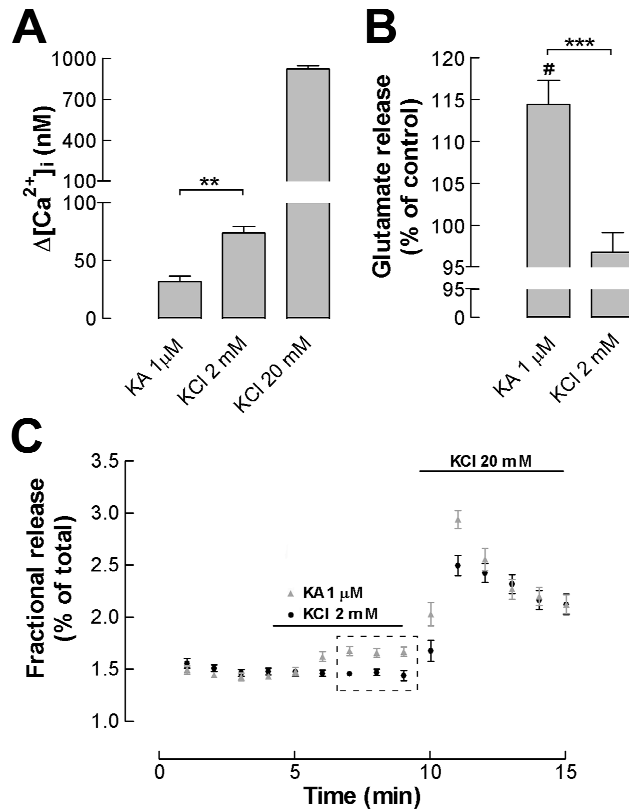 A
Δ[Ca2+]i (nM)
1000
700
400
100
100
50
0
**
KA 1μM
KCl 2 mM
KCl 20 mM
B
Glutamate release
(% of control)
120
115
110
100
95
95
0
***
#
KA 1 μM
KCl 2 mM
C
Fractional release
(% of total)
3.5
3.0
2.5
2.0
1.5
1.0
KCl 20 mM
KA 1 μM
KCl 2 mM
0
5
10
15
Time (min)